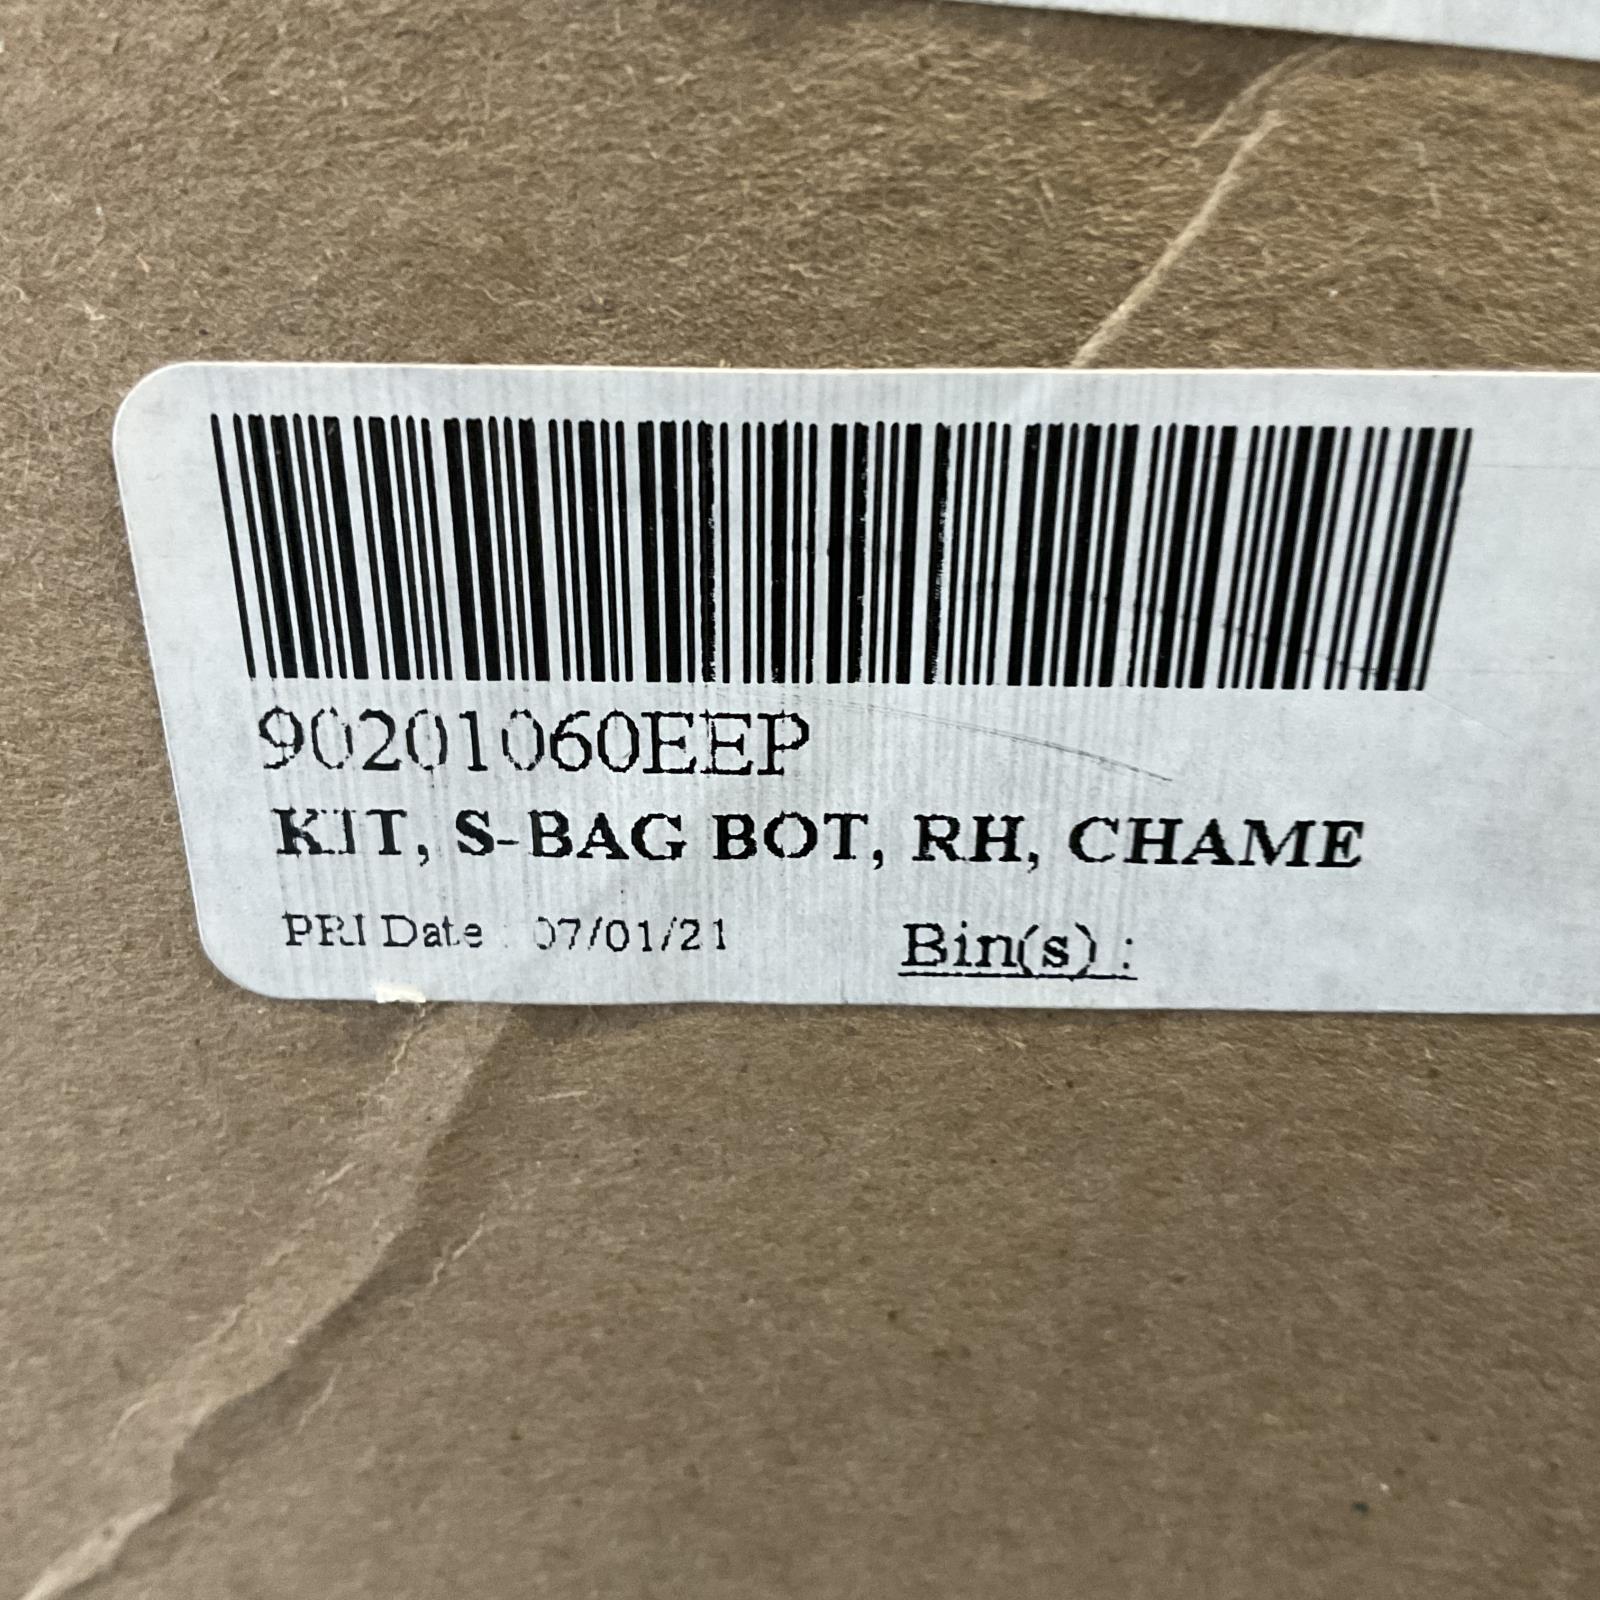 90201060EEP
KIT, S-BAG BOT, RH, CHAME
PRI Date : 07/01/21
Bin(s) :